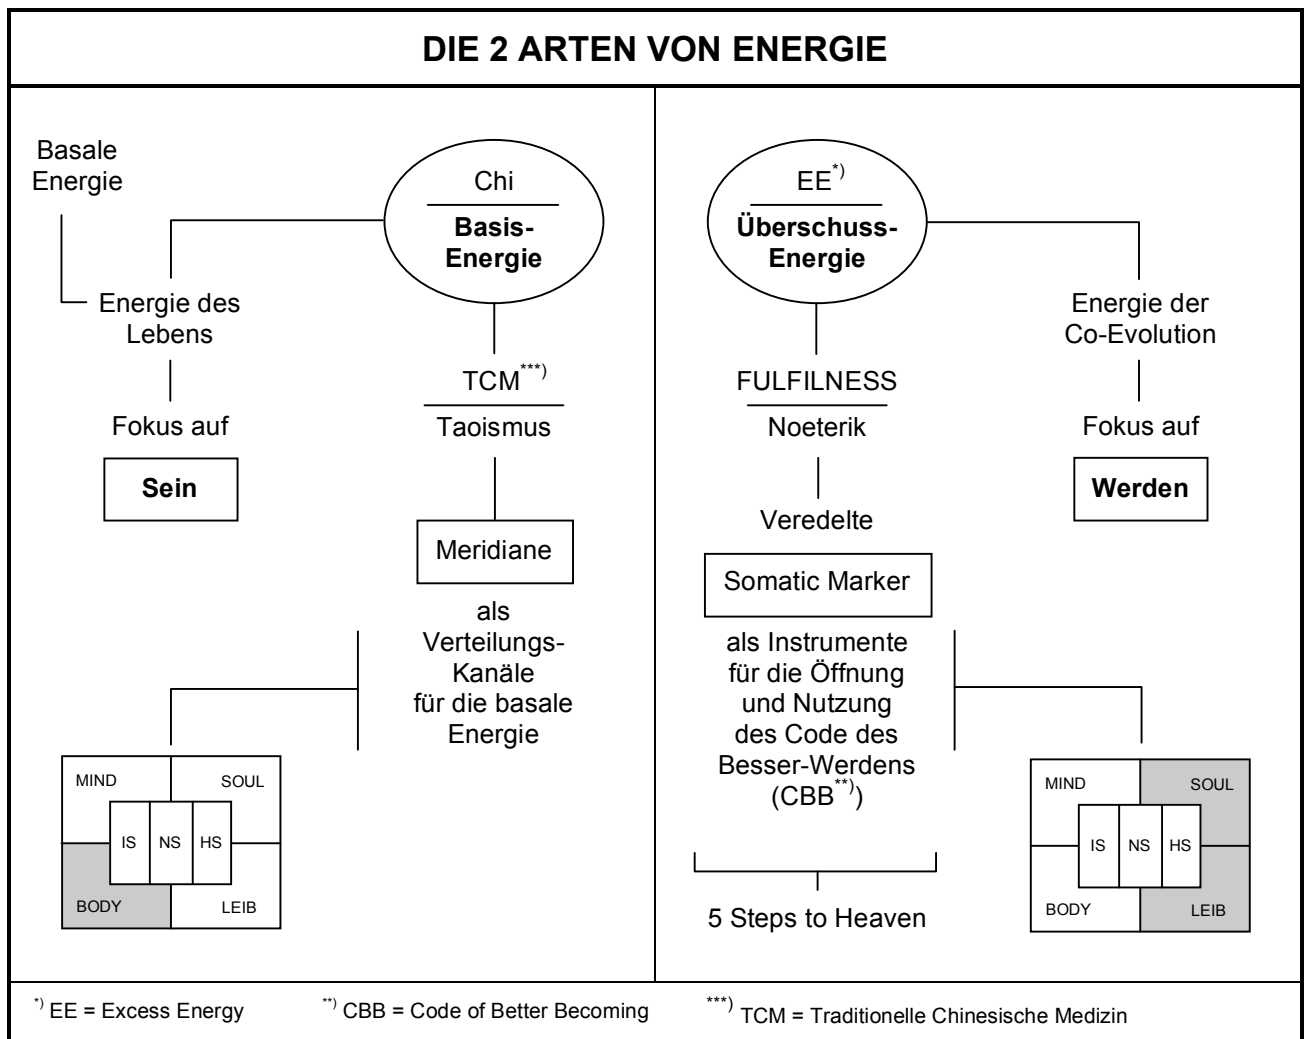 DIE 2 ARTEN VON ENERGIE
Basale
Energie
Chi
Basis-
Energie
Energie des
Lebens
Fokus auf
Sein
TCM***)
Taoismus
Meridiane
als
Verteilungs-
Kanäle
für die basale
Energie
MIND
SOUL
IS
NS
HS
BODY
LEIB
EE*)
Überschuss-
Energie
Energie der
Co-Evolution
Fokus auf
Werden
FULFILNESS
Noeterik
Veredelte
Somatic Marker
als Instrumente
für die Öffnung
und Nutzung
des Code des
Besser-Werdens
(CBB**))
5 Steps to Heaven
MIND
SOUL
IS
NS
HS
BODY
LEIB
*) EE = Excess Energy
**) CBB = Code of Better Becoming
***) TCM = Traditionelle Chinesische Medizin